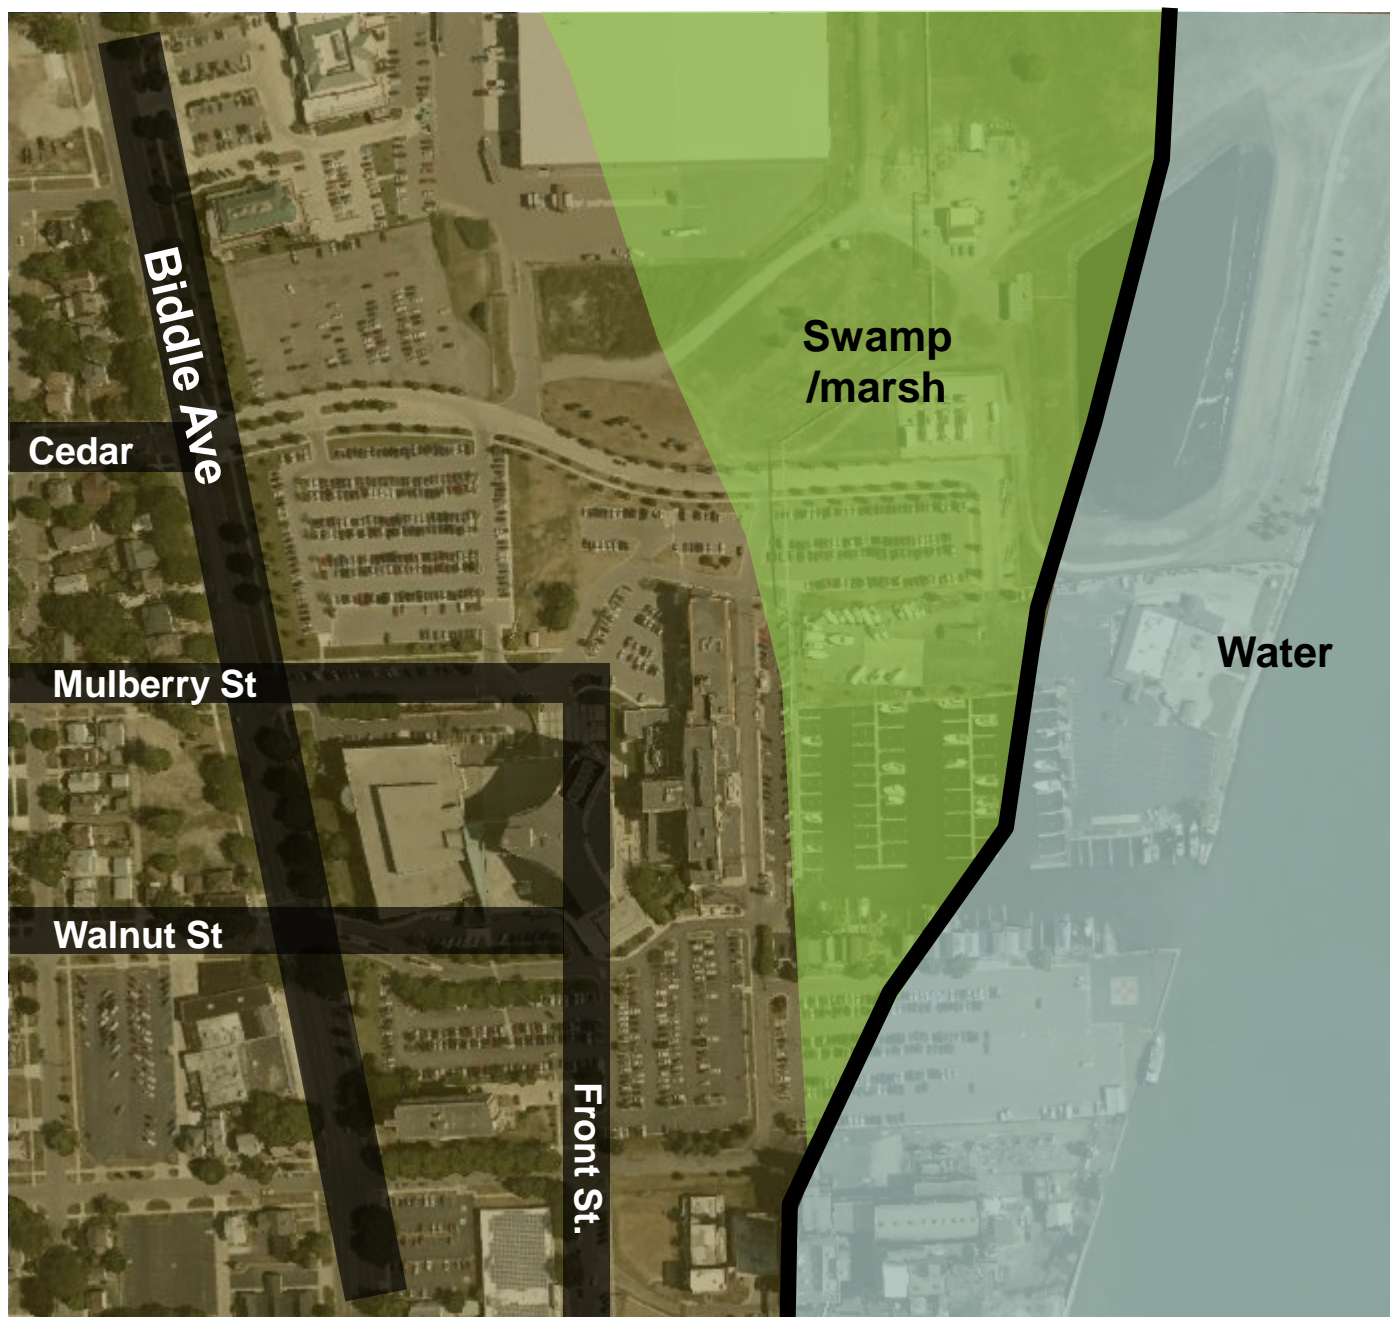 Biddle Ave
Swamp
/marsh
Cedar
Water
Mulberry St
Walnut St
Front St.